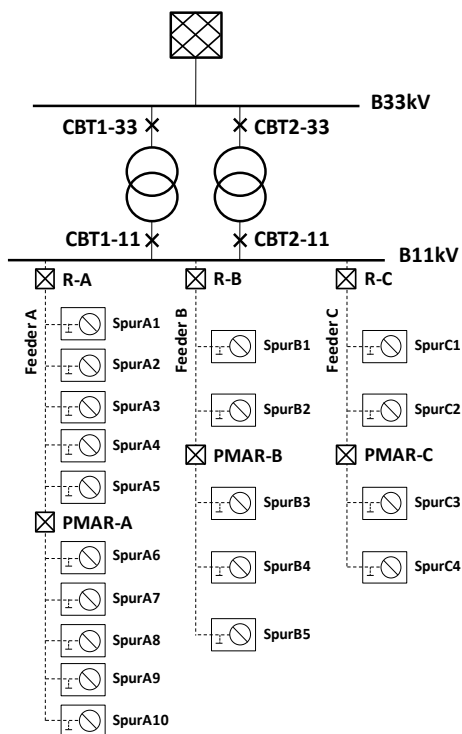 B33kV
CBT1-33
CBT2-33
CBT1-11
CBT2-11
B11kV
R-A
R-B
R-C
Feeder A
SpurA1
SpurA2
SpurA3
SpurA4
SpurA5
PMAR-A
SpurA6
SpurA7
SpurA8
SpurA9
SpurA10
Feeder B
SpurB1
SpurB2
PMAR-B
SpurB3
SpurB4
SpurB5
Feeder C
SpurC1
SpurC2
PMAR-C
SpurC3
SpurC4